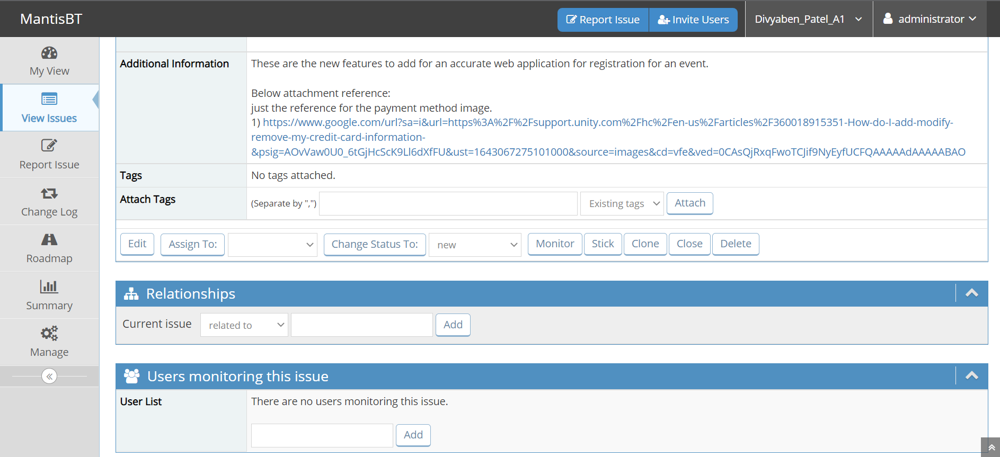 MantisBT
Report Issue
Invite Users
Divyaben_Patel_A1
administrator
My View
View Issues
Report Issue
Change Log
Roadmap
Summary
Manage
Additional Information
These are the new features to add for an accurate web application for registration for an event.
Below attachment reference:
just the reference for the payment method image.
1) https://www.google.com/url?sa=i&url=https%3A%2F%2Fsupport.unity.com%2Fhc%2Fen-us%2Farticles%2F360018915351-How-do-I-add-modify-
remove-my-credit-card-information-
&psig=AOvVaw0U0_6tGjHcScK9Ll6dXfFU&ust=1643067275101000&source=images&cd=vfe&ved=0CAsQjRxqFwoTCJif9NyEyfUCFQAAAAAdAAAAABAO
Tags
No tags attached.
Attach Tags
(Separate by ",")
Existing tags
Attach
Edit
Assign To:
Change Status To:
new
Monitor
Stick
Clone
Close
Delete
Relationships
Current issue
related to
Add
Users monitoring this issue
User List
There are no users monitoring this issue.
Add